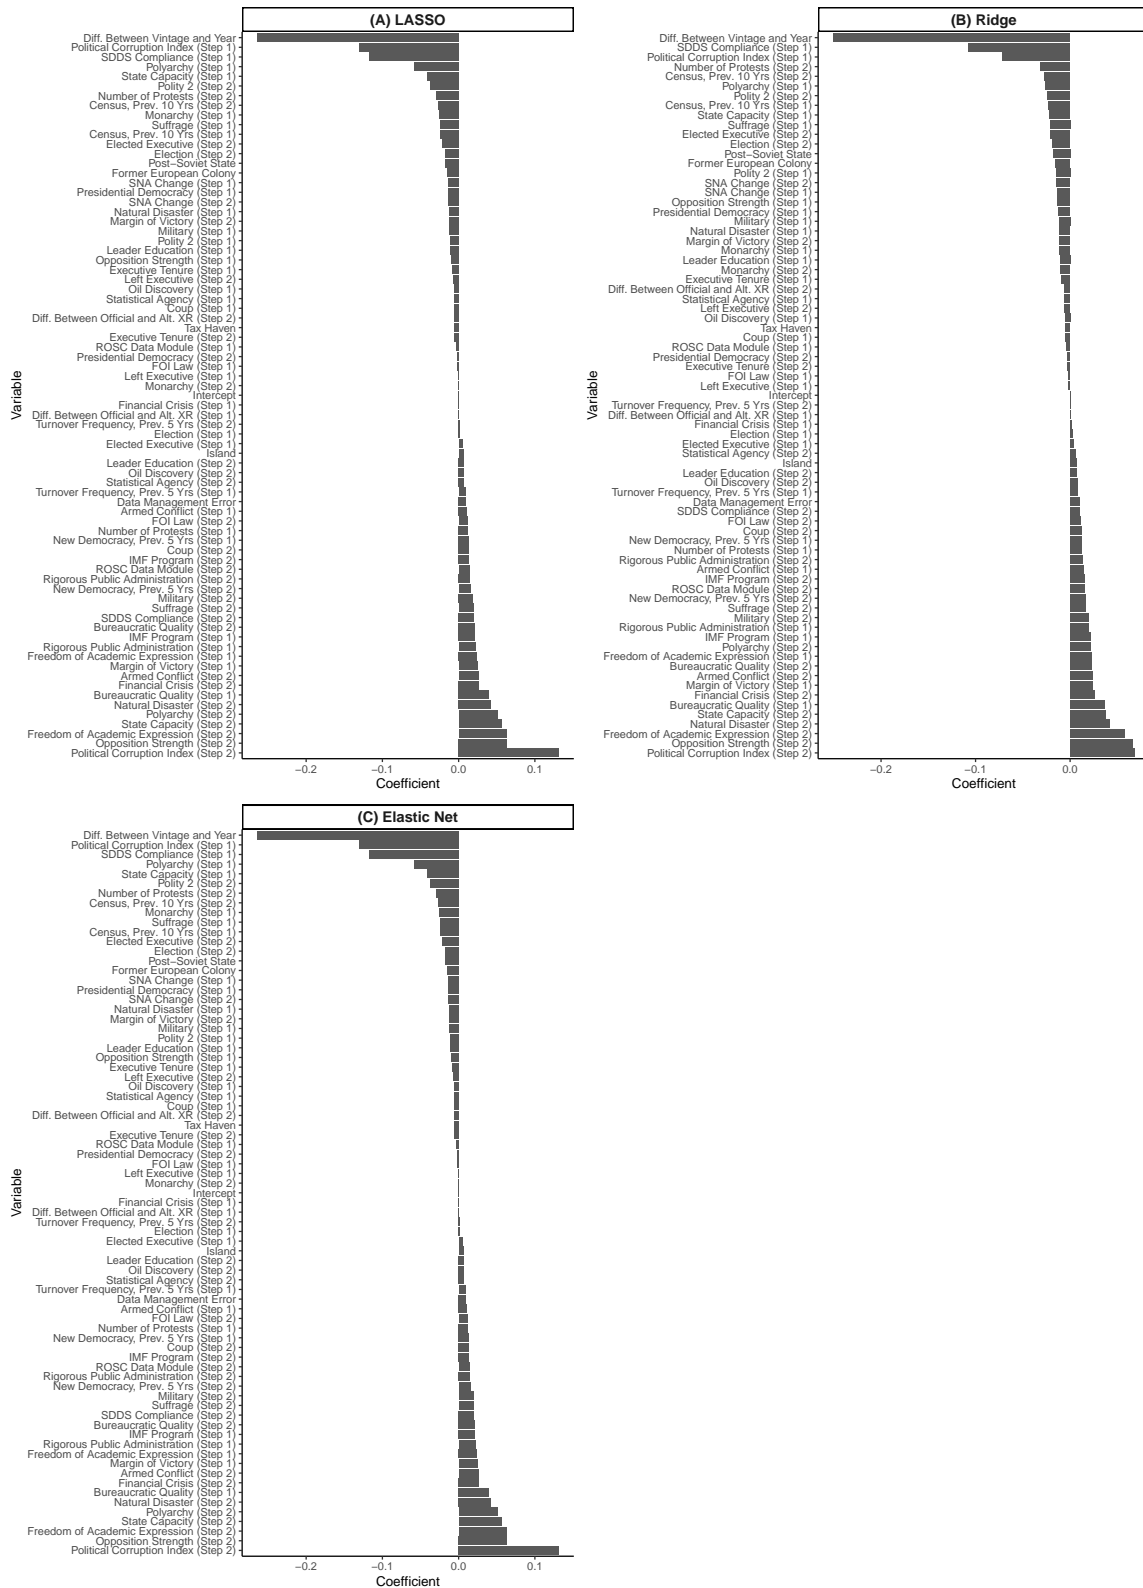 (A) LASSO
Diff. Between Vintage and Year
Political Corruption Index (Step 1)
SDDS Compliance (Step 1)
Polyarchy (Step 1)
State Capacity (Step 1)
Polity 2 (Step 2)
Number of Protests (Step 2)
Census, Prev. 10 Yrs (Step 2)
Monarchy (Step 1)
Suffrage (Step 1)
Census, Prev. 10 Yrs (Step 1)
Elected Executive (Step 2)
Election (Step 2)
Post−Soviet State
Former European Colony
SNA Change (Step 1)
Presidential Democracy (Step 1)
SNA Change (Step 2)
Natural Disaster (Step 1)
Margin of Victory (Step 2)
Military (Step 1)
Polity 2 (Step 1)
Leader Education (Step 1)
Opposition Strength (Step 1)
Executive Tenure (Step 1)
Left Executive (Step 2)
Oil Discovery (Step 1)
Statistical Agency (Step 1)
Coup (Step 1)
Diff. Between Official and Alt. XR (Step 2)
Tax Haven
Executive Tenure (Step 2)
ROSC Data Module (Step 1)
Presidential Democracy (Step 2)
FOI Law (Step 1)
Left Executive (Step 1)
Monarchy (Step 2)
Intercept
Financial Crisis (Step 1)
Diff. Between Official and Alt. XR (Step 1)
Turnover Frequency, Prev. 5 Yrs (Step 2)
Election (Step 1)
Elected Executive (Step 1)
Island
Leader Education (Step 2)
Oil Discovery (Step 2)
Statistical Agency (Step 2)
Turnover Frequency, Prev. 5 Yrs (Step 1)
Data Management Error
Armed Conflict (Step 1)
FOI Law (Step 2)
Number of Protests (Step 1)
New Democracy, Prev. 5 Yrs (Step 1)
Coup (Step 2)
IMF Program (Step 2)
ROSC Data Module (Step 2)
Rigorous Public Administration (Step 2)
New Democracy, Prev. 5 Yrs (Step 2)
Military (Step 2)
Suffrage (Step 2)
SDDS Compliance (Step 2)
Bureaucratic Quality (Step 2)
IMF Program (Step 1)
Rigorous Public Administration (Step 1)
Freedom of Academic Expression (Step 1)
Margin of Victory (Step 1)
Armed Conflict (Step 2)
Financial Crisis (Step 2)
Bureaucratic Quality (Step 1)
Natural Disaster (Step 2)
Polyarchy (Step 2)
State Capacity (Step 2)
Freedom of Academic Expression (Step 2)
Opposition Strength (Step 2)
Political Corruption Index (Step 2)
Variable
−0.2 −0.1 0.0 0.1
Coefficient
(B) Ridge
Diff. Between Vintage and Year
SDDS Compliance (Step 1)
Political Corruption Index (Step 1)
Number of Protests (Step 2)
Census, Prev. 10 Yrs (Step 2)
Polyarchy (Step 1)
Polity 2 (Step 2)
Census, Prev. 10 Yrs (Step 1)
State Capacity (Step 1)
Suffrage (Step 1)
Elected Executive (Step 2)
Election (Step 2)
Post−Soviet State
Former European Colony
Polity 2 (Step 1)
SNA Change (Step 2)
SNA Change (Step 1)
Opposition Strength (Step 1)
Presidential Democracy (Step 1)
Military (Step 1)
Natural Disaster (Step 1)
Margin of Victory (Step 2)
Monarchy (Step 1)
Leader Education (Step 1)
Monarchy (Step 2)
Executive Tenure (Step 1)
Diff. Between Official and Alt. XR (Step 2)
Statistical Agency (Step 1)
Left Executive (Step 2)
Oil Discovery (Step 1)
Tax Haven
Coup (Step 1)
ROSC Data Module (Step 1)
Presidential Democracy (Step 2)
Executive Tenure (Step 2)
FOI Law (Step 1)
Left Executive (Step 1)
Intercept
Turnover Frequency, Prev. 5 Yrs (Step 2)
Diff. Between Official and Alt. XR (Step 1)
Financial Crisis (Step 1)
Election (Step 1)
Elected Executive (Step 1)
Statistical Agency (Step 2)
Island
Leader Education (Step 2)
Oil Discovery (Step 2)
Turnover Frequency, Prev. 5 Yrs (Step 1)
Data Management Error
SDDS Compliance (Step 2)
FOI Law (Step 2)
Coup (Step 2)
New Democracy, Prev. 5 Yrs (Step 1)
Number of Protests (Step 1)
Rigorous Public Administration (Step 2)
Armed Conflict (Step 1)
IMF Program (Step 2)
ROSC Data Module (Step 2)
New Democracy, Prev. 5 Yrs (Step 2)
Suffrage (Step 2)
Military (Step 2)
Rigorous Public Administration (Step 1)
IMF Program (Step 1)
Polyarchy (Step 2)
Freedom of Academic Expression (Step 1)
Bureaucratic Quality (Step 2)
Armed Conflict (Step 2)
Margin of Victory (Step 1)
Financial Crisis (Step 2)
Bureaucratic Quality (Step 1)
State Capacity (Step 2)
Natural Disaster (Step 2)
Freedom of Academic Expression (Step 2)
Opposition Strength (Step 2)
Political Corruption Index (Step 2)
Variable
−0.2 −0.1 0.0
Coefficient
(C) Elastic Net
Diff. Between Vintage and Year
Political Corruption Index (Step 1)
SDDS Compliance (Step 1)
Polyarchy (Step 1)
State Capacity (Step 1)
Polity 2 (Step 2)
Number of Protests (Step 2)
Census, Prev. 10 Yrs (Step 2)
Monarchy (Step 1)
Suffrage (Step 1)
Census, Prev. 10 Yrs (Step 1)
Elected Executive (Step 2)
Election (Step 2)
Post−Soviet State
Former European Colony
SNA Change (Step 1)
Presidential Democracy (Step 1)
SNA Change (Step 2)
Natural Disaster (Step 1)
Margin of Victory (Step 2)
Military (Step 1)
Polity 2 (Step 1)
Leader Education (Step 1)
Opposition Strength (Step 1)
Executive Tenure (Step 1)
Left Executive (Step 2)
Oil Discovery (Step 1)
Statistical Agency (Step 1)
Coup (Step 1)
Diff. Between Official and Alt. XR (Step 2)
Tax Haven
Executive Tenure (Step 2)
ROSC Data Module (Step 1)
Presidential Democracy (Step 2)
FOI Law (Step 1)
Left Executive (Step 1)
Monarchy (Step 2)
Intercept
Financial Crisis (Step 1)
Diff. Between Official and Alt. XR (Step 1)
Turnover Frequency, Prev. 5 Yrs (Step 2)
Election (Step 1)
Elected Executive (Step 1)
Island
Leader Education (Step 2)
Oil Discovery (Step 2)
Statistical Agency (Step 2)
Turnover Frequency, Prev. 5 Yrs (Step 1)
Data Management Error
Armed Conflict (Step 1)
FOI Law (Step 2)
Number of Protests (Step 1)
New Democracy, Prev. 5 Yrs (Step 1)
Coup (Step 2)
IMF Program (Step 2)
ROSC Data Module (Step 2)
Rigorous Public Administration (Step 2)
New Democracy, Prev. 5 Yrs (Step 2)
Military (Step 2)
Suffrage (Step 2)
SDDS Compliance (Step 2)
Bureaucratic Quality (Step 2)
IMF Program (Step 1)
Rigorous Public Administration (Step 1)
Freedom of Academic Expression (Step 1)
Margin of Victory (Step 1)
Armed Conflict (Step 2)
Financial Crisis (Step 2)
Bureaucratic Quality (Step 1)
Natural Disaster (Step 2)
Polyarchy (Step 2)
State Capacity (Step 2)
Freedom of Academic Expression (Step 2)
Opposition Strength (Step 2)
Political Corruption Index (Step 2)
Variable
−0.2 −0.1 0.0 0.1
Coefficient